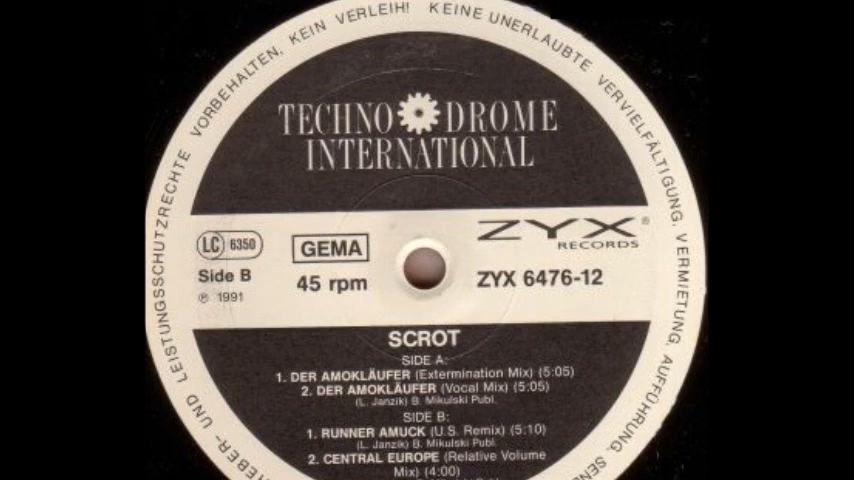 HEBER- UND LEISTUNGSSCHUTZRECHTE VORBEHALTEN, KEIN VERLEIH! KEINE UNERLAUBTE VERVIELFÄLTIGUNG, VERMIETUNG, AUFFÜHRUNG, SEN
TECHNO DROME
INTERNATIONAL
LC 6350
GEMA
ZYX®
RECORDS
Side B
45 rpm
ZYX 6476-12
℗ 1991
SCROT
SIDE A:
1. DER AMOKLÄUFER (Extermination Mix) (5:05)
2. DER AMOKLÄUFER (Vocal Mix) (5:05)
(L. Janzik) B. Mikulski Publ.
SIDE B:
1. RUNNER AMUCK (U.S. Remix) (5:10)
(L. Janzik) B. Mikulski Publ.
2. CENTRAL EUROPE (Relative Volume
Mix) (4:00)